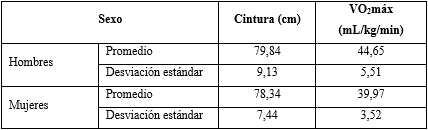 Sexo Cintura (cm) VO2máx
(mL/kg/min)
Hombres Promedio 79,84 44,65
Desviación estándar 9,13 5,51
Mujeres Promedio 78,34 39,97
Desviación estándar 7,44 3,52